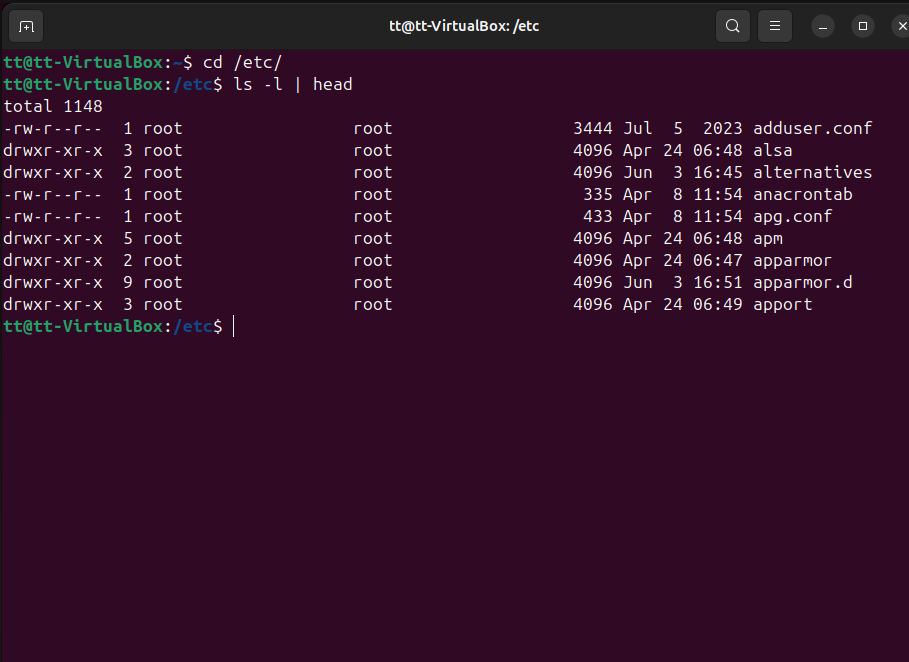 tt@tt-VirtualBox: /etc
tt@tt-VirtualBox:~$ cd /etc/
tt@tt-VirtualBox:/etc$ ls -l | head
total 1148
-rw-r--r--  1 root                 root                  3444 Jul  5  2023 adduser.conf
drwxr-xr-x  3 root                 root                  4096 Apr 24 06:48 alsa
drwxr-xr-x  2 root                 root                  4096 Jun  3 16:45 alternatives
-rw-r--r--  1 root                 root                   335 Apr  8 11:54 anacrontab
-rw-r--r--  1 root                 root                   433 Apr  8 11:54 apg.conf
drwxr-xr-x  5 root                 root                  4096 Apr 24 06:48 apm
drwxr-xr-x  2 root                 root                  4096 Apr 24 06:47 apparmor
drwxr-xr-x  9 root                 root                  4096 Jun  3 16:51 apparmor.d
drwxr-xr-x  3 root                 root                  4096 Apr 24 06:49 apport
tt@tt-VirtualBox:/etc$